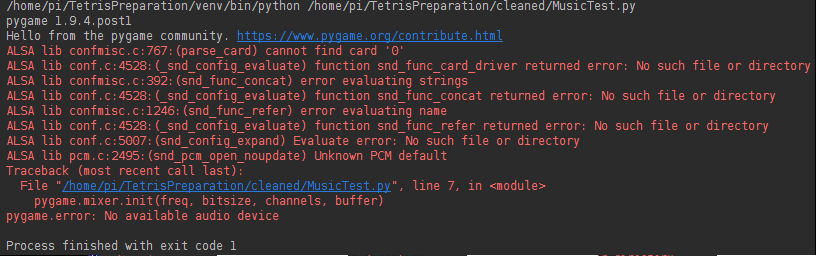 /home/pi/TetrisPreparation/venv/bin/python /home/pi/TetrisPreparation/cleaned/MusicTest.py
pygame 1.9.4.post1
Hello from the pygame community. https://www.pygame.org/contribute.html
ALSA lib confmisc.c:767:(parse_card) cannot find card '0'
ALSA lib conf.c:4528:(_snd_config_evaluate) function snd_func_card_driver returned error: No such file or directory
ALSA lib confmisc.c:392:(snd_func_concat) error evaluating strings
ALSA lib conf.c:4528:(_snd_config_evaluate) function snd_func_concat returned error: No such file or directory
ALSA lib confmisc.c:1246:(snd_func_refer) error evaluating name
ALSA lib conf.c:4528:(_snd_config_evaluate) function snd_func_refer returned error: No such file or directory
ALSA lib conf.c:5007:(snd_config_expand) Evaluate error: No such file or directory
ALSA lib pcm.c:2495:(snd_pcm_open_noupdate) Unknown PCM default
Traceback (most recent call last):
  File "/home/pi/TetrisPreparation/cleaned/MusicTest.py", line 7, in <module>
    pygame.mixer.init(freq, bitsize, channels, buffer)
pygame.error: No available audio device
Process finished with exit code 1